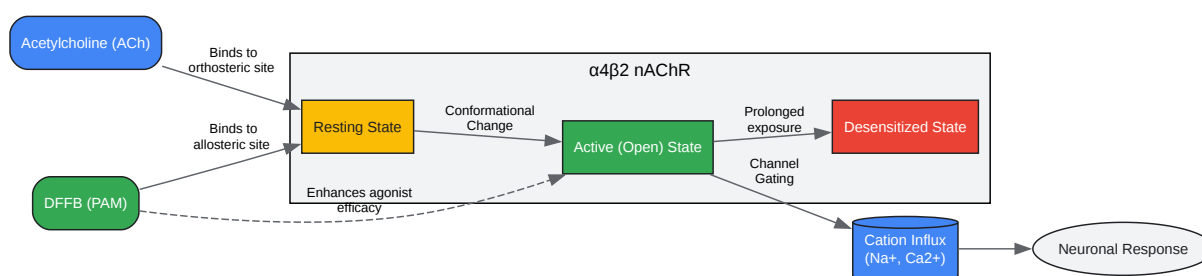 Acetylcholine (ACh)
Binds to
orthosteric site
α4β2 nAChR
Resting State
Conformational
Change
Active (Open) State
Prolonged
exposure
Desensitized State
Binds to
allosteric site
DFFB (PAM)
Enhances agonist
efficacy
Channel
Gating
Cation Influx
(Na+, Ca2+)
Neuronal Response